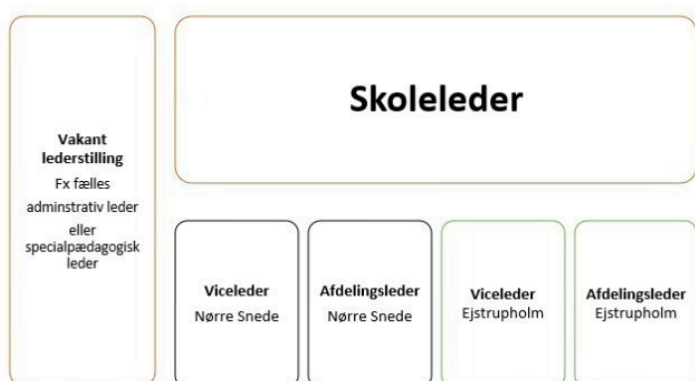 Vakant
lederstilling
Fx fælles
adminstrativ leder
eller
specialpædagogisk
leder
Skoleleder
Viceleder
Nørre Snede
Afdelingsleder
Nørre Snede
Viceleder
Ejstrupholm
Afdelingsleder
Ejstrupholm